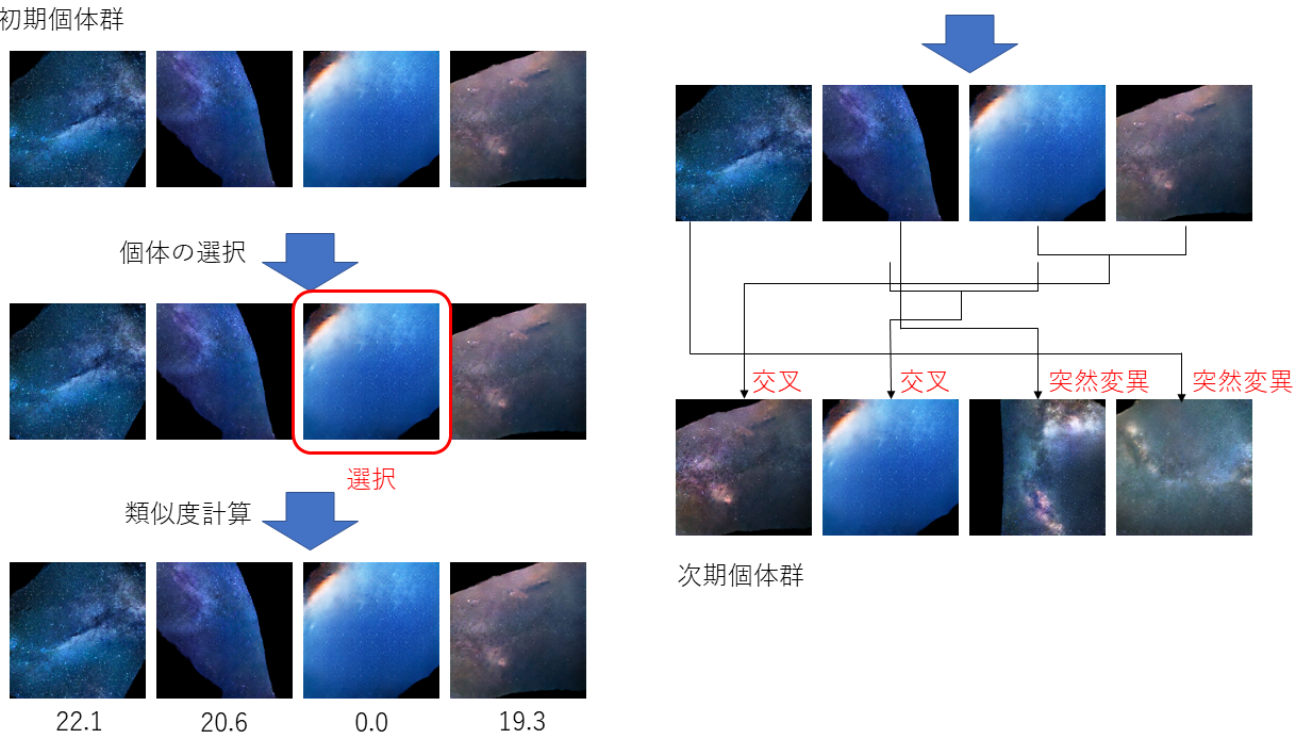 初期個体群
個体の選択
選択
類似度計算
22.1
20.6
0.0
19.3
交叉
交叉
突然変異
突然変異
次期個体群